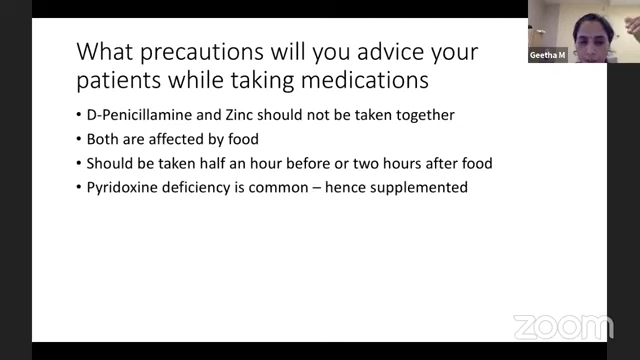 What precautions will you advice your
patients while taking medications
• D-Penicillamine and Zinc should not be taken together
• Both are affected by food
• Should be taken half an hour before or two hours after food
• Pyridoxine deficiency is common – hence supplemented
Geetha M
zoom